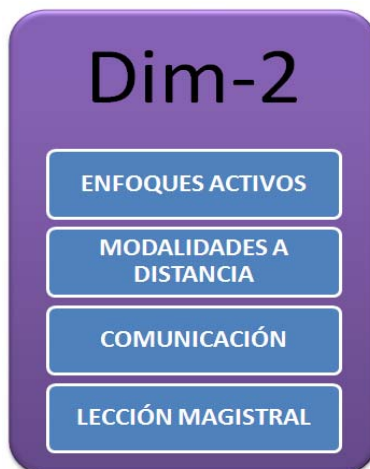 Dim-2
ENFOQUES ACTIVOS
MODALIDADES A
DISTANCIA
COMUNICACIÓN
LECCIÓN MAGISTRAL